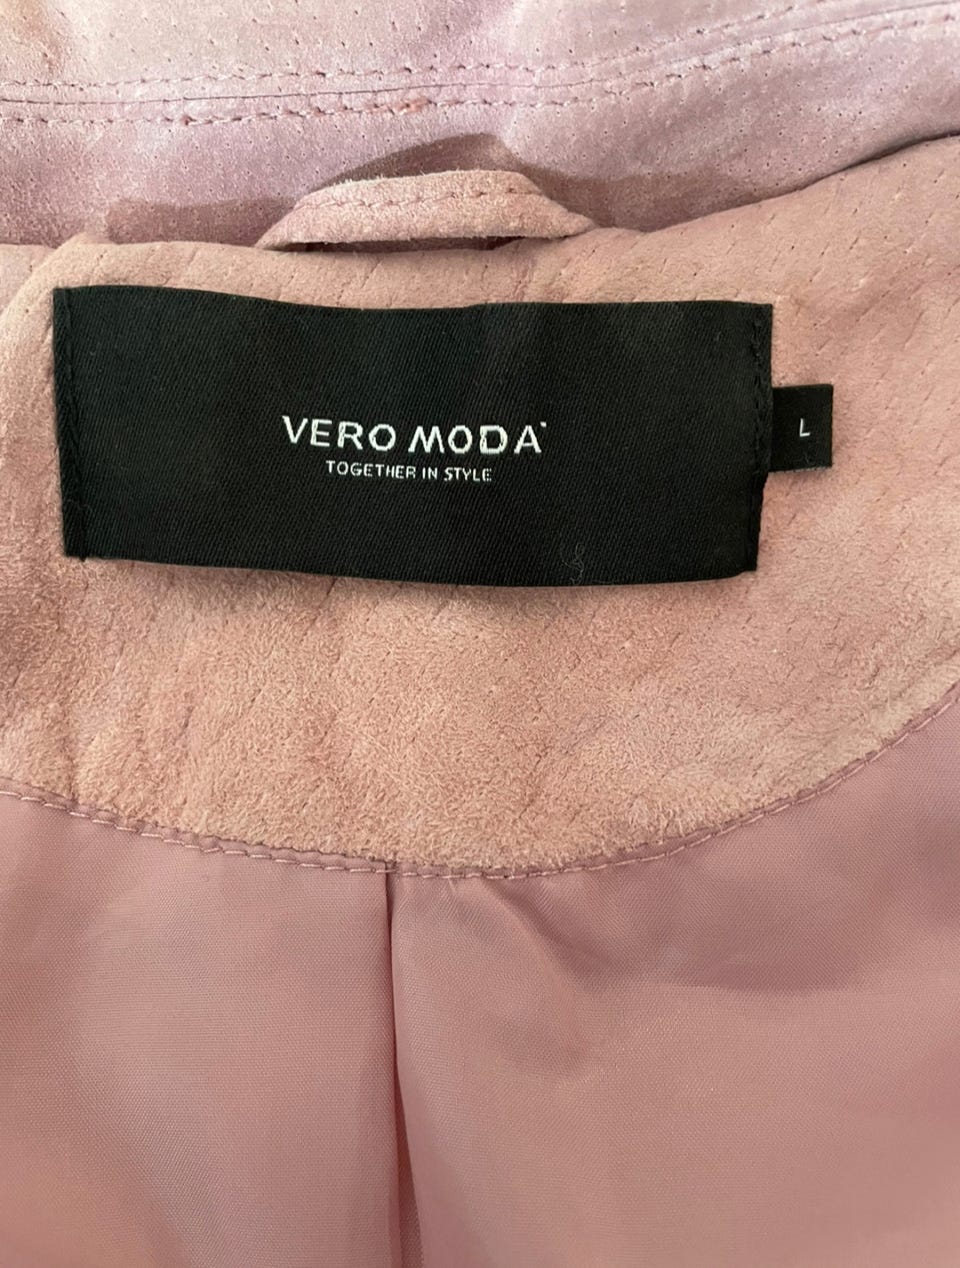 VERO MODA
TOGETHER IN STYLE
L